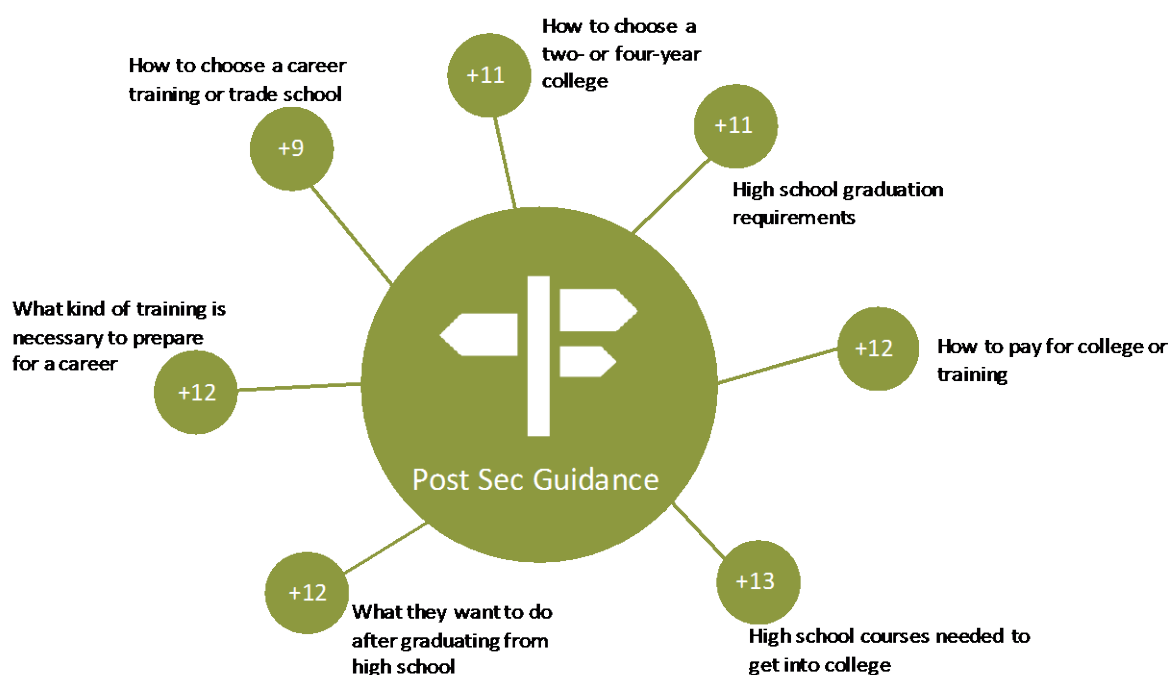 How to choose a
two- or four-year
college
+11
How to choose a career
training or trade school
+9
+11
High school graduation
requirements
What kind of training is
necessary to prepare
for a career
+12
+12
How to pay for college or
training
Post Sec Guidance
+12
What they want to do
after graduating from
high school
+13
High school courses needed to
get into college